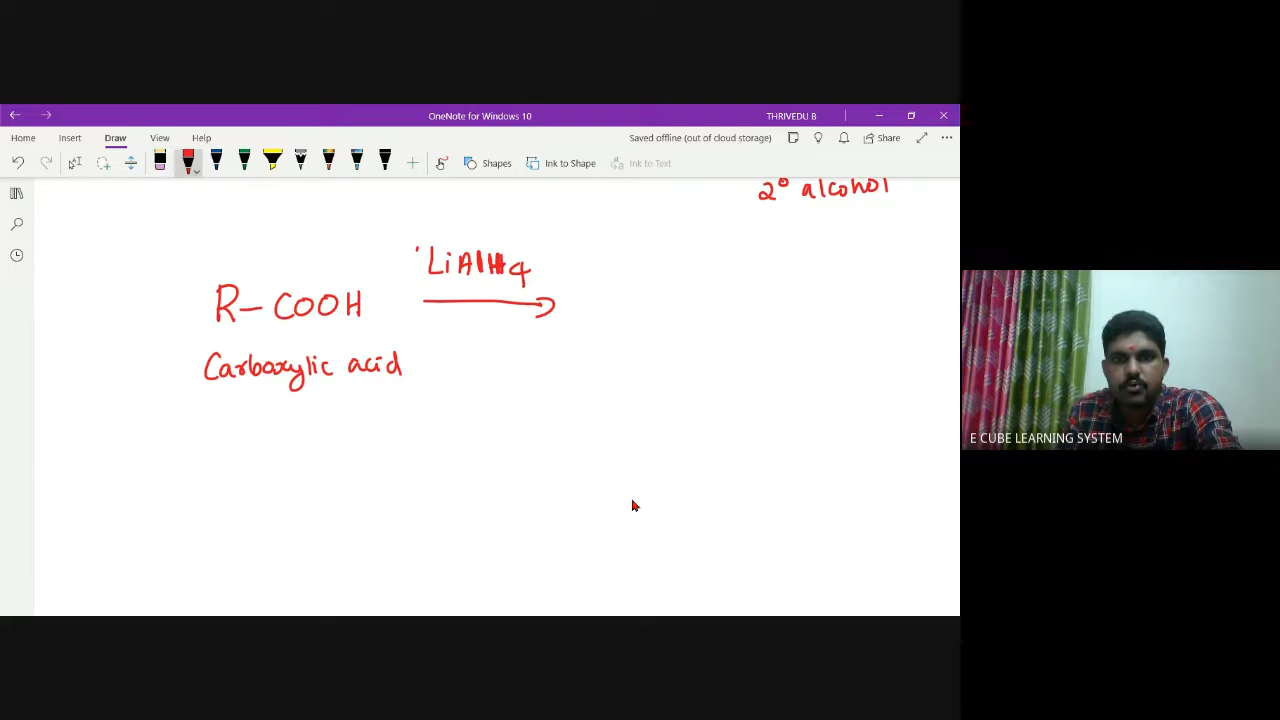 OneNote for Windows 10
THRIVEDU B
Home Insert Draw View Help
Saved offline (out of cloud storage)
Share
Shapes
Ink to Shape
Ink to Text
2° alcohol
LiAlH4
R-COOH
Carboxylic acid
E CUBE LEARNING SYSTEM